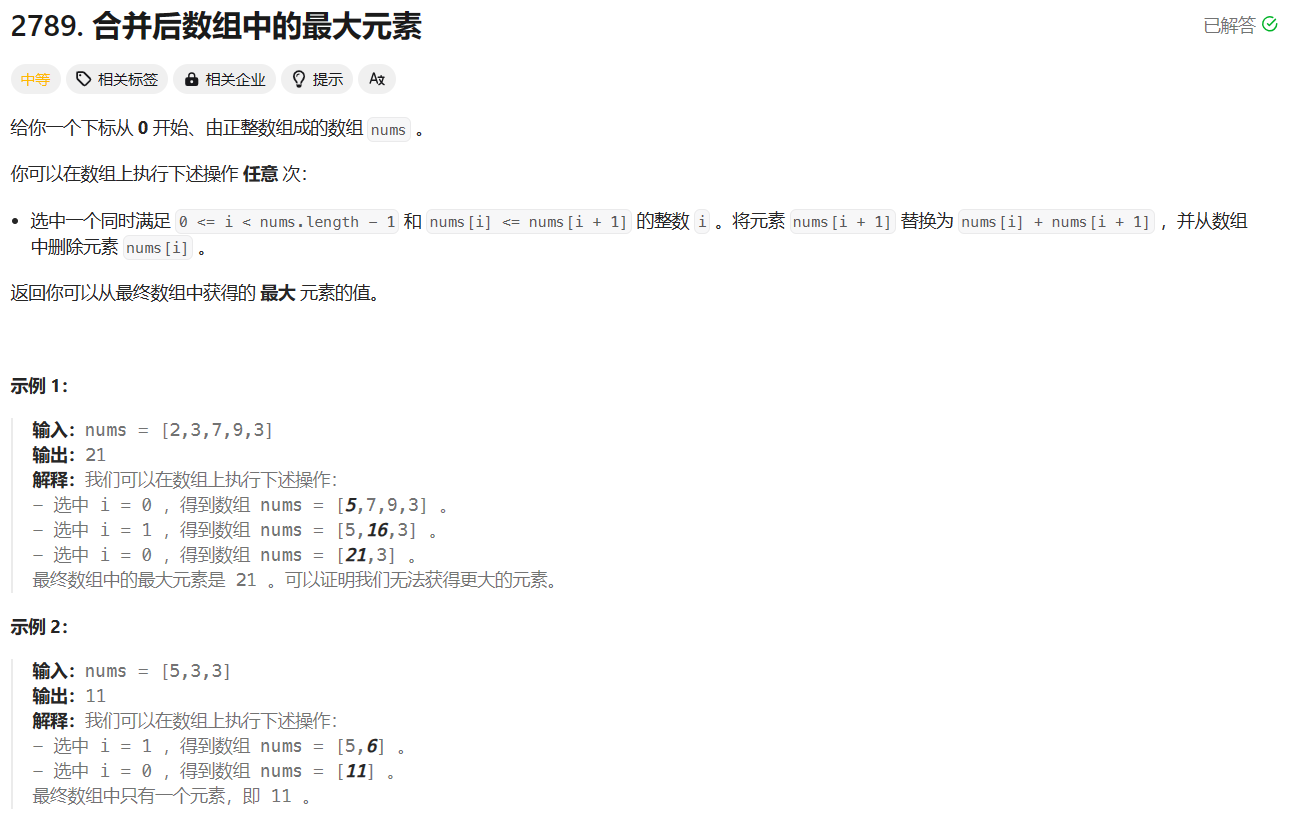 2789. 合并后数组中的最大元素
已解答
中等 相关标签 相关企业 提示 Ax
给你一个下标从 0 开始、由正整数组成的数组 nums 。
你可以在数组上执行下述操作 任意 次：
• 选中一个同时满足 0 <= i < nums.length - 1 和 nums[i] <= nums[i + 1] 的整数 i 。将元素 nums[i + 1] 替换为 nums[i] + nums[i + 1] ，并从数组
中删除元素 nums[i] 。
返回你可以从最终数组中获得的 最大 元素的值。
示例 1：
输入：nums = [2,3,7,9,3]
输出：21
解释：我们可以在数组上执行下述操作：
- 选中 i = 0 ，得到数组 nums = [5,7,9,3] 。
- 选中 i = 1 ，得到数组 nums = [5,16,3] 。
- 选中 i = 0 ，得到数组 nums = [21,3] 。
最终数组中的最大元素是 21 。可以证明我们无法获得更大的元素。
示例 2：
输入：nums = [5,3,3]
输出：11
解释：我们可以在数组上执行下述操作：
- 选中 i = 1 ，得到数组 nums = [5,6] 。
- 选中 i = 0 ，得到数组 nums = [11] 。
最终数组中只有一个元素，即 11 。